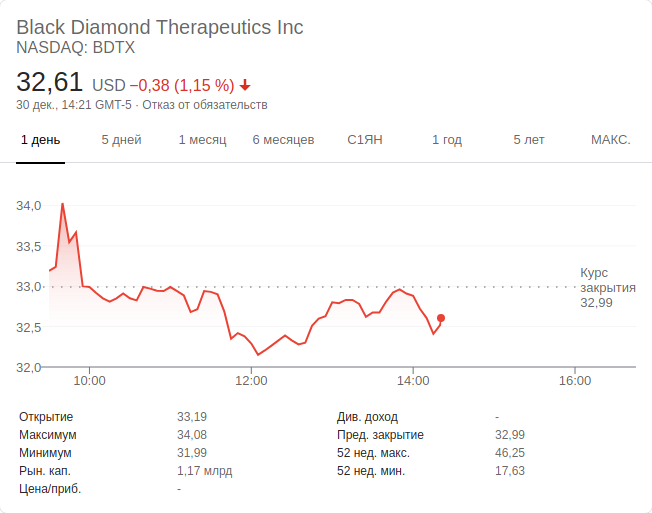 Black Diamond Therapeutics Inc
NASDAQ: BDTX
32,61 USD −0,38 (1,15 %)
30 дек., 14:21 GMT-5 · Отказ от обязательств
1 день 5 дней 1 месяц 6 месяцев С1ЯН 1 год 5 лет МАКС.
34,0
33,5
33,0
32,5
32,0
Курс
закрытия
32,99
10:00 12:00 14:00 16:00
Открытие 33,19 Див. доход -
Максимум 34,08 Пред. закрытие 32,99
Минимум 31,99 52 нед. макс. 46,25
Рын. кап. 1,17 млрд 52 нед. мин. 17,63
Цена/приб. -